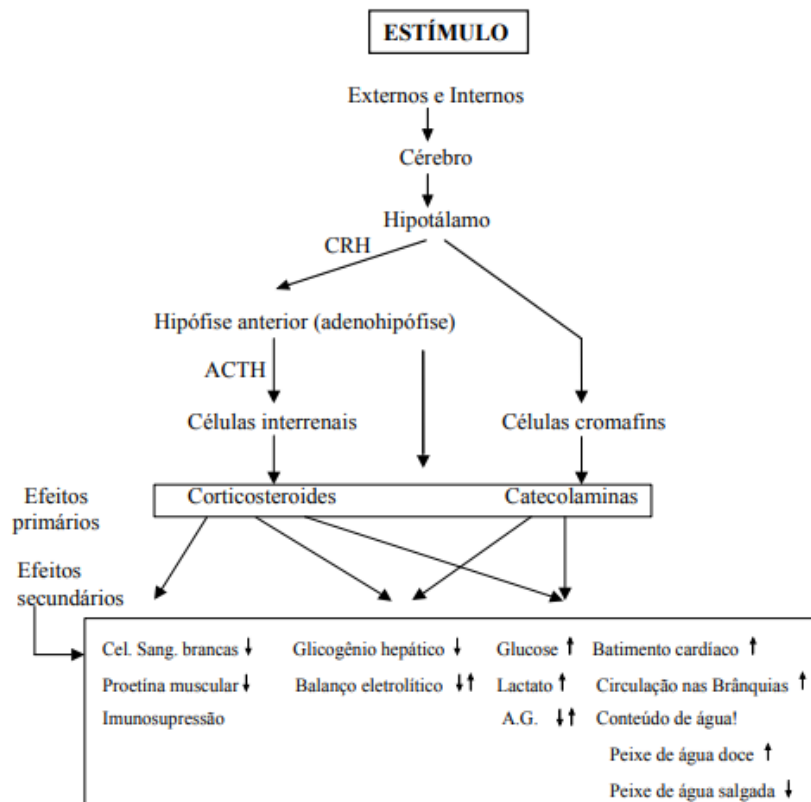 ESTÍMULO
Externos e Internos
Cérebro
Hipotálamo
CRH
Hipófise anterior (adenohipófise)
ACTH
Células interrenais
Células cromafins
Efeitos primários
Corticosteroides
Catecolaminas
Efeitos secundários
Cel. Sang. brancas ↓ Glicogênio hepático ↓ Glucose ↑ Batimento cardíaco ↑
Proetína muscular ↓ Balanço eletrolítico ↓↑ Lactato ↑ Circulação nas Brânquias ↑
Imunosupressão A.G. ↓↑ Conteúdo de água!
Peixe de água doce ↑
Peixe de água salgada ↓